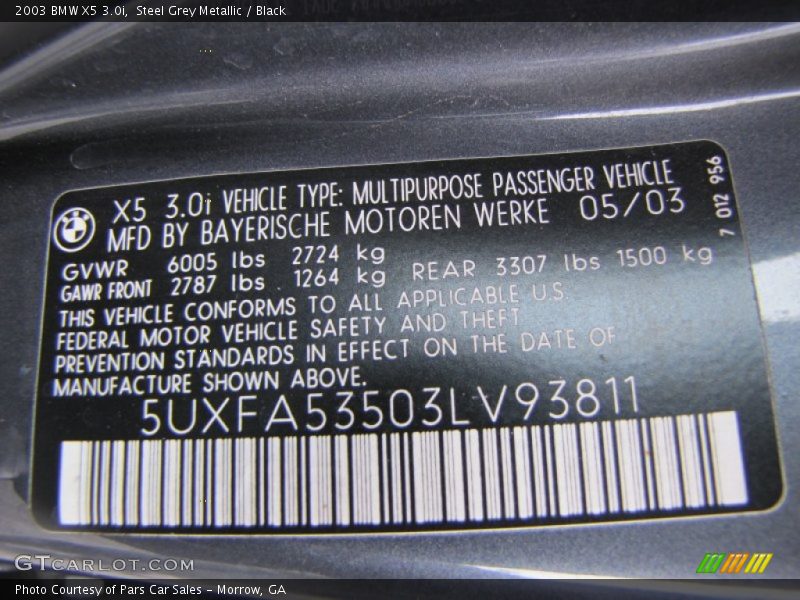 2003 BMW X5 3.0i, Steel Grey Metallic / Black
X5 3.0i VEHICLE TYPE: MULTIPURPOSE PASSENGER VEHICLE
MFD BY BAYERISCHE MOTOREN WERKE 05/03
7 012 956
GVWR 6005 lbs 2724 kg
GAWR FRONT 2787 lbs 1264 kg REAR 3307 lbs 1500 kg
THIS VEHICLE CONFORMS TO ALL APPLICABLE U.S.
FEDERAL MOTOR VEHICLE SAFETY AND THEFT
PREVENTION STANDARDS IN EFFECT ON THE DATE OF
MANUFACTURE SHOWN ABOVE.
5UXFA53503LV93811
GTCARLOT.COM
Photo Courtesy of Pars Car Sales - Morrow, GA